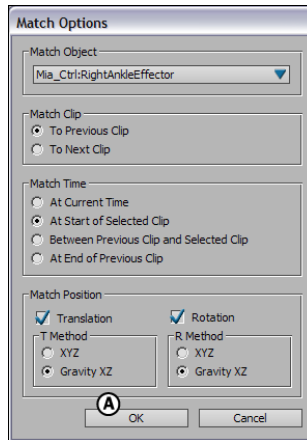 Match Options
Match Object
Mia_Ctrl:RightAnkleEffector
Match Clip
To Previous Clip
To Next Clip
Match Time
At Current Time
At Start of Selected Clip
Between Previous Clip and Selected Clip
At End of Previous Clip
Match Position
Translation Rotation
T Method R Method
XYZ XYZ
Gravity XZ Gravity XZ
A
OK Cancel